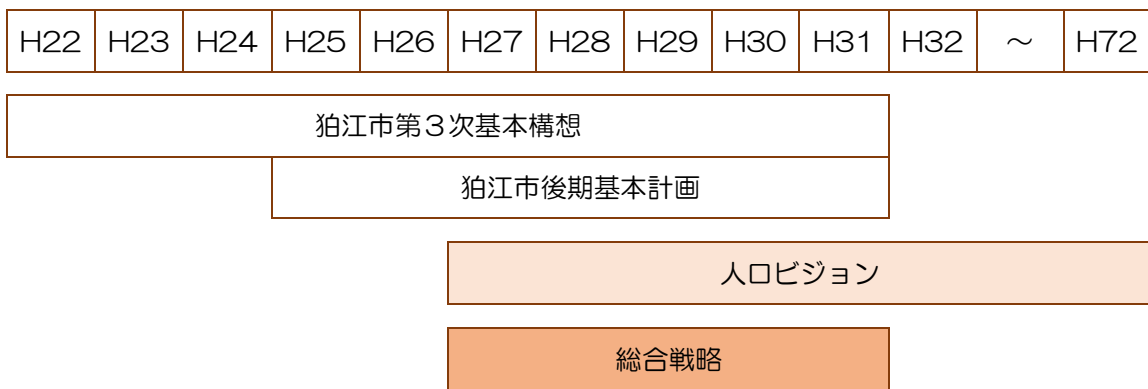 H22 H23 H24 H25 H26 H27 H28 H29 H30 H31 H32 ～ H72
狛江市第３次基本構想
狛江市後期基本計画
人口ビジョン
総合戦略